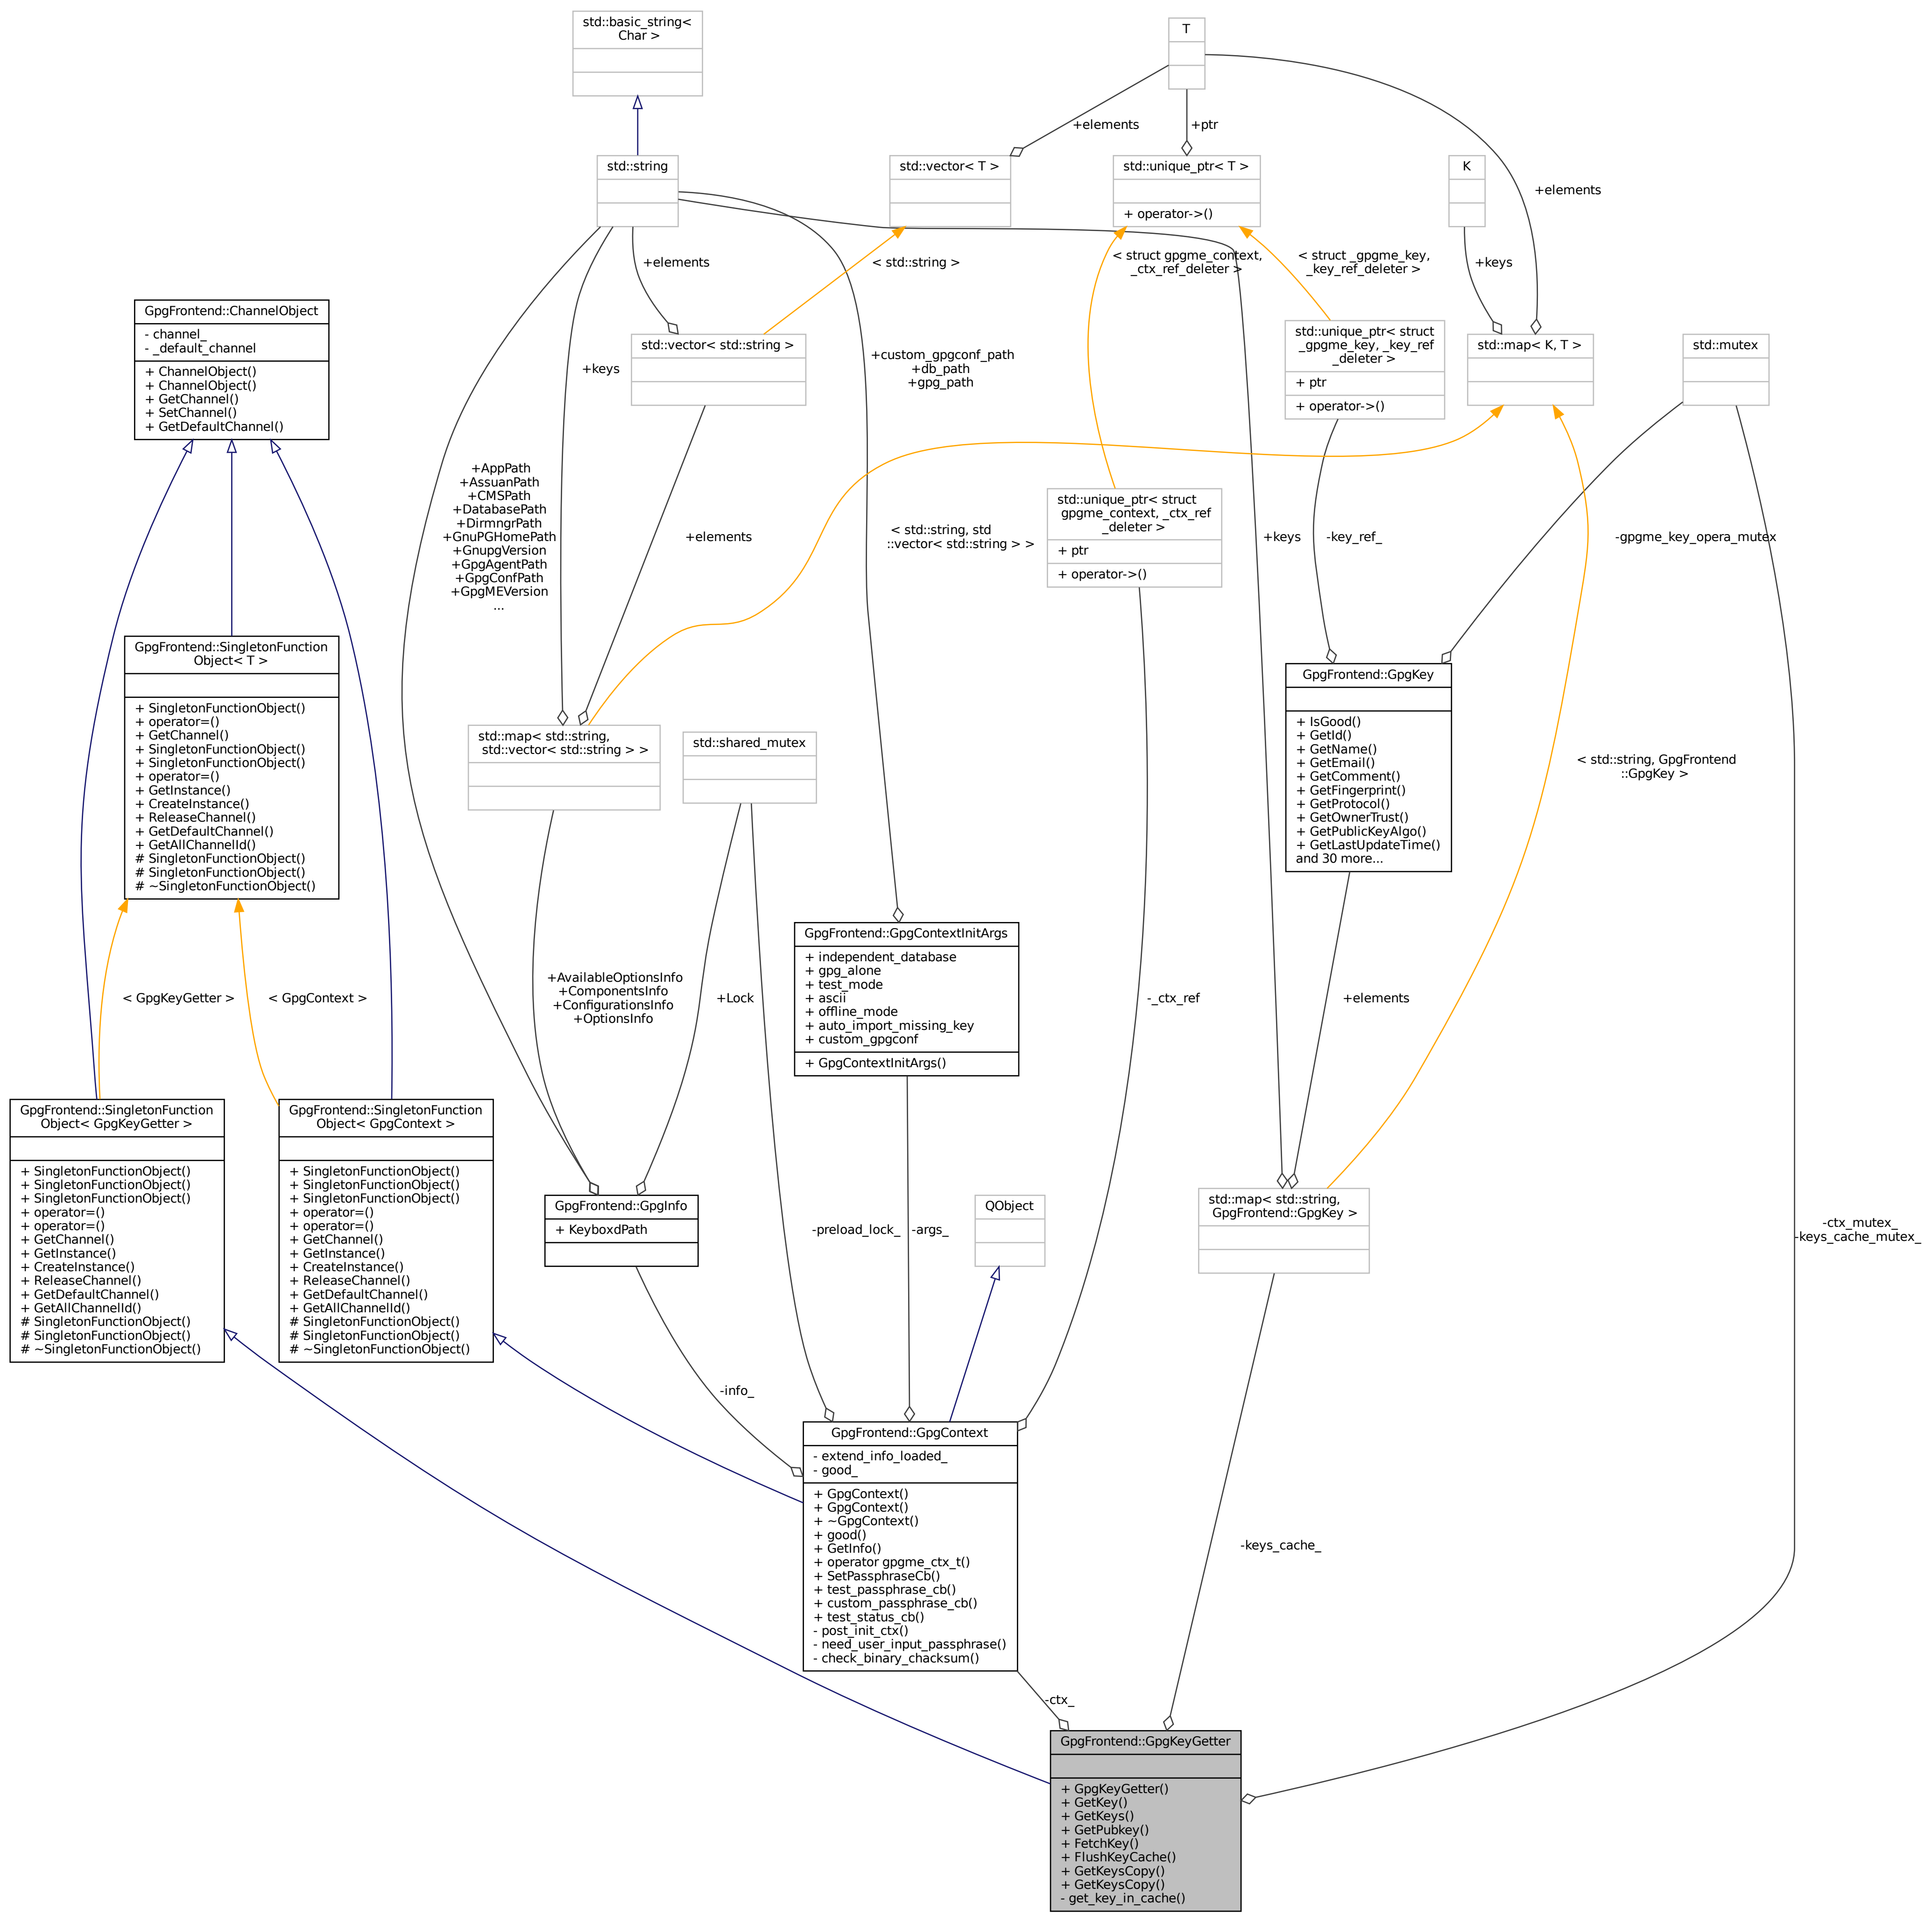 std::basic_string<
Char >
T
+elements
+ptr
std::string
std::vector< T >
std::unique_ptr< T >
+ operator->()
K
+elements
+elements
< std::string >
< struct gpgme_context,
_ctx_ref_deleter >
< struct _gpgme_key,
_key_ref_deleter >
+keys
GpgFrontend::ChannelObject
- channel_
- _default_channel
+ ChannelObject()
+ ChannelObject()
+ GetChannel()
+ SetChannel()
+ GetDefaultChannel()
+keys
std::vector< std::string >
+custom_gpgconf_path
+db_path
+gpg_path
std::unique_ptr< struct
_gpgme_key, _key_ref
_deleter >
+ ptr
+ operator->()
std::map< K, T >
std::mutex
+AppPath
+AssuanPath
+CMSPath
+DatabasePath
+DirmngrPath
+GnuPGHomePath
+GnupgVersion
+GpgAgentPath
+GpgConfPath
+GpgMEVersion
...
+elements
< std::string, std
::vector< std::string > >
std::unique_ptr< struct
gpgme_context, _ctx_ref
_deleter >
+ ptr
+ operator->()
+keys
-key_ref_
-gpgme_key_opera_mutex
GpgFrontend::SingletonFunction
Object< T >
+ SingletonFunctionObject()
+ operator=()
+ GetChannel()
+ SingletonFunctionObject()
+ SingletonFunctionObject()
+ operator=()
+ GetInstance()
+ CreateInstance()
+ ReleaseChannel()
+ GetDefaultChannel()
+ GetAllChannelId()
# SingletonFunctionObject()
# SingletonFunctionObject()
# ~SingletonFunctionObject()
std::map< std::string,
std::vector< std::string > >
std::shared_mutex
GpgFrontend::GpgKey
+ IsGood()
+ GetId()
+ GetName()
+ GetEmail()
+ GetComment()
+ GetFingerprint()
+ GetProtocol()
+ GetOwnerTrust()
+ GetPublicKeyAlgo()
+ GetLastUpdateTime()
and 30 more...
< std::string, GpgFrontend
::GpgKey >
< GpgKeyGetter >
< GpgContext >
+AvailableOptionsInfo
+ComponentsInfo
+ConfigurationsInfo
+OptionsInfo
+Lock
GpgFrontend::GpgContextInitArgs
+ independent_database
+ gpg_alone
+ test_mode
+ ascii
+ offline_mode
+ auto_import_missing_key
+ custom_gpgconf
+ GpgContextInitArgs()
-_ctx_ref
+elements
GpgFrontend::SingletonFunction
Object< GpgKeyGetter >
+ SingletonFunctionObject()
+ SingletonFunctionObject()
+ SingletonFunctionObject()
+ operator=()
+ operator=()
+ GetChannel()
+ GetInstance()
+ CreateInstance()
+ ReleaseChannel()
+ GetDefaultChannel()
+ GetAllChannelId()
# SingletonFunctionObject()
# SingletonFunctionObject()
# ~SingletonFunctionObject()
GpgFrontend::SingletonFunction
Object< GpgContext >
+ SingletonFunctionObject()
+ SingletonFunctionObject()
+ SingletonFunctionObject()
+ operator=()
+ operator=()
+ GetChannel()
+ GetInstance()
+ CreateInstance()
+ ReleaseChannel()
+ GetDefaultChannel()
+ GetAllChannelId()
# SingletonFunctionObject()
# SingletonFunctionObject()
# ~SingletonFunctionObject()
GpgFrontend::GpgInfo
+ KeyboxdPath
-preload_lock_
-args_
QObject
std::map< std::string,
GpgFrontend::GpgKey >
-ctx_mutex_
-keys_cache_mutex_
-info_
GpgFrontend::GpgContext
- extend_info_loaded_
- good_
+ GpgContext()
+ GpgContext()
+ ~GpgContext()
+ good()
+ GetInfo()
+ operator gpgme_ctx_t()
+ SetPassphraseCb()
+ test_passphrase_cb()
+ custom_passphrase_cb()
+ test_status_cb()
- post_init_ctx()
- need_user_input_passphrase()
- check_binary_chacksum()
-keys_cache_
-ctx_
GpgFrontend::GpgKeyGetter
+ GpgKeyGetter()
+ GetKey()
+ GetKeys()
+ GetPubkey()
+ FetchKey()
+ FlushKeyCache()
+ GetKeysCopy()
+ GetKeysCopy()
- get_key_in_cache()